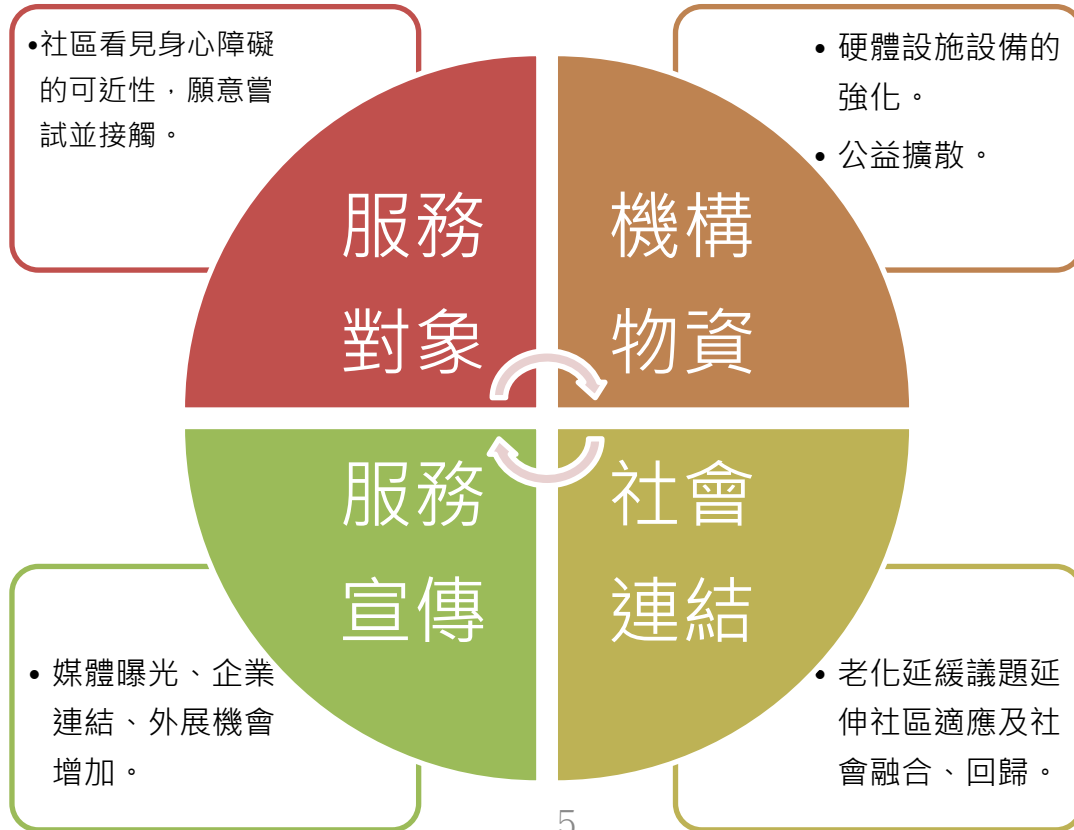 •社區看見身心障礙
的可近性，願意嘗
試並接觸。
• 硬體設施設備的
強化。
• 公益擴散。
服務
對象
機構
物資
服務
宣傳
社會
連結
• 媒體曝光、企業
連結、外展機會
增加。
• 老化延緩議題延
伸社區適應及社
會融合、回歸。
5